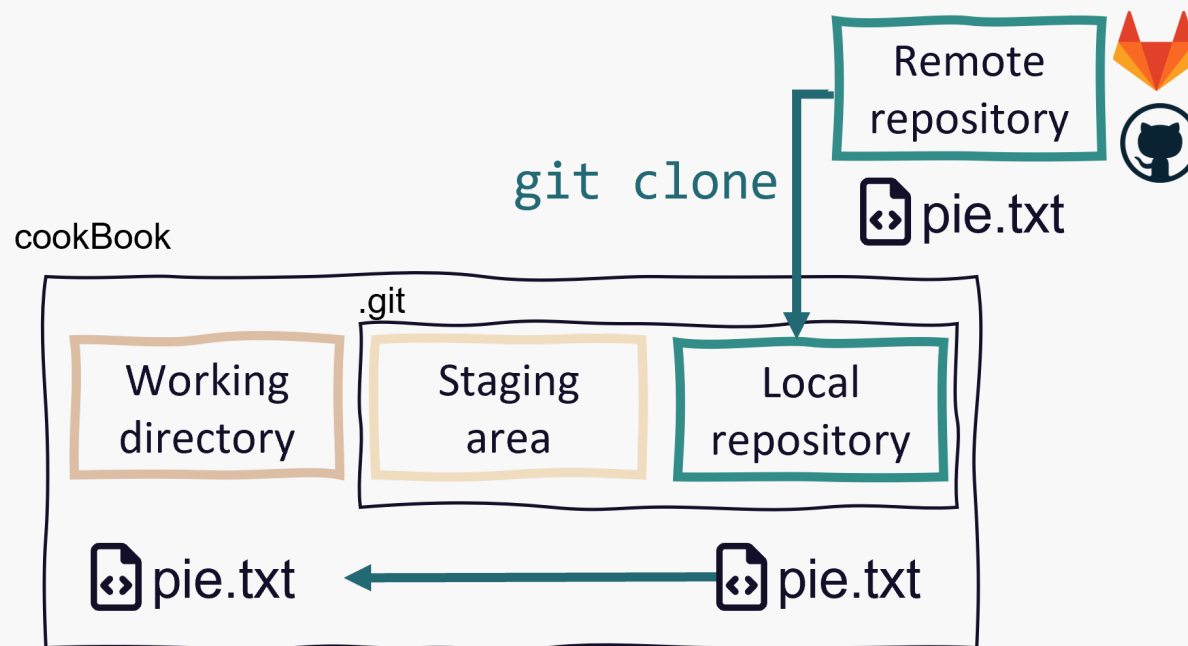 Remote
repository
git clone
pie.txt
cookBook
.git
Working
directory
Staging
area
Local
repository
pie.txt
pie.txt